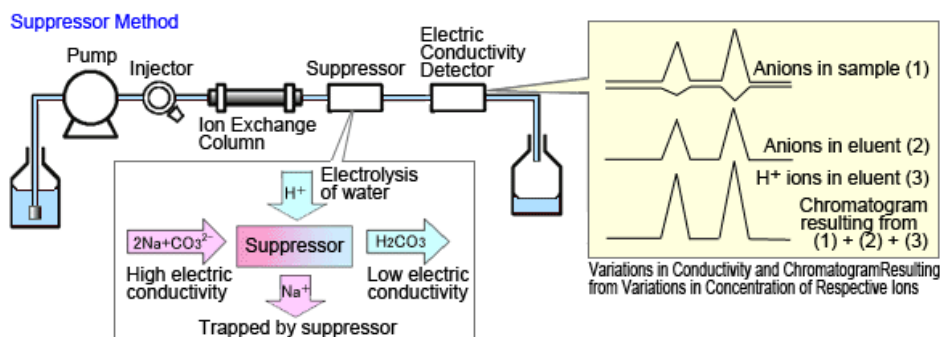 Suppressor Method
Pump
Injector
Suppressor
Electric
Conductivity
Detector
Ion Exchange
Column
Electrolysis
of water
H⁺
2Na+CO₃²⁻
Suppressor
H₂CO₃
High electric
conductivity
Low electric
conductivity
Na⁺
Trapped by suppressor
Anions in sample (1)
Anions in eluent (2)
H⁺ ions in eluent (3)
Chromatogram
resulting from
(1) + (2) + (3)
Variations in Conductivity and ChromatogramResulting
from Variations in Concentration of Respective Ions